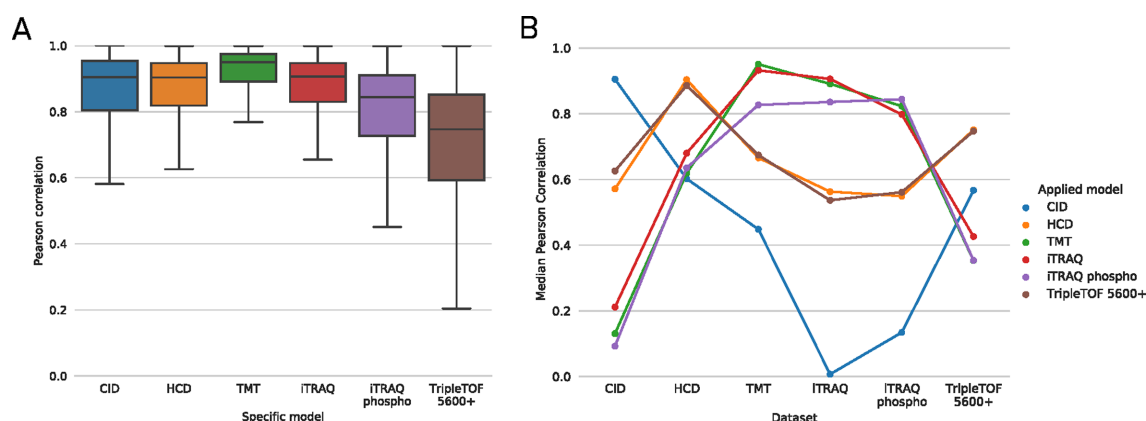 A
Pearson correlation
1.0
0.8
0.6
0.4
0.2
0.0
CID
HCD
TMT
iTRAQ
iTRAQ
phospho
TripleTOF
5600+
Specific model
B
Median Pearson Correlation
1.0
0.8
0.6
0.4
0.2
0.0
CID
HCD
TMT
iTRAQ
iTRAQ
phospho
TripleTOF
5600+
Dataset
Applied model
CID
HCD
TMT
iTRAQ
iTRAQ phospho
TripleTOF 5600+